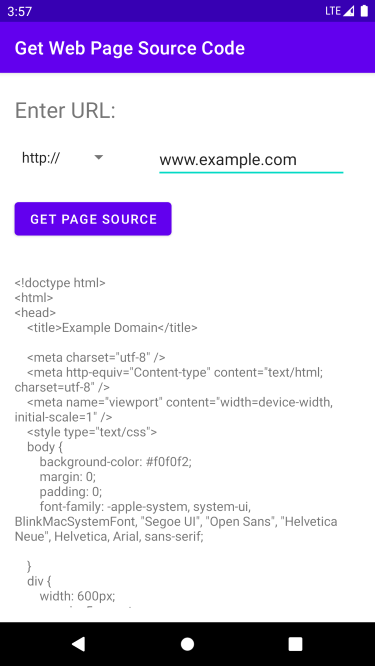 3:57 LTE
Get Web Page Source Code
Enter URL:
http:// www.example.com
GET PAGE SOURCE
<!doctype html>
<html>
<head>
    <title>Example Domain</title>

    <meta charset="utf-8" />
    <meta http-equiv="Content-type" content="text/html;
charset=utf-8" />
    <meta name="viewport" content="width=device-width,
initial-scale=1" />
    <style type="text/css">
    body {
        background-color: #f0f0f2;
        margin: 0;
        padding: 0;
        font-family: -apple-system, system-ui,
BlinkMacSystemFont, "Segoe UI", "Open Sans", "Helvetica
Neue", Helvetica, Arial, sans-serif;

    }
    div {
        width: 600px;